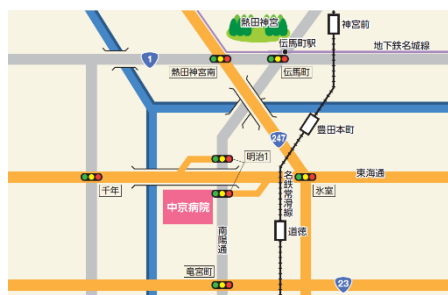 熱田神宮
神宮前
伝馬町駅
地下鉄名城線
1
熱田神宮南
伝馬町
豊田本町
247
明治1
東海通
千年
氷室
名鉄常滑線
中京病院
南陽通
道徳
竜宮町
23